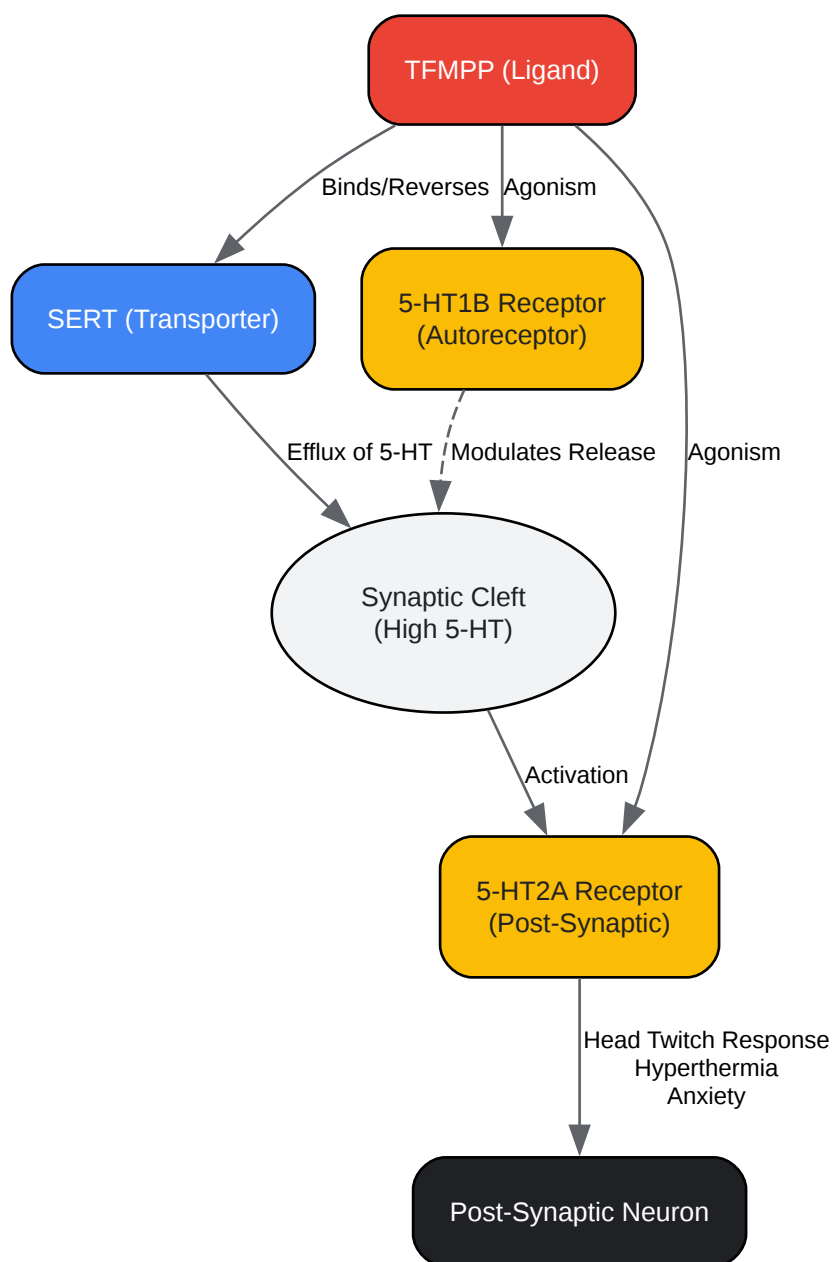 TFMPP (Ligand)
Binds/Reverses
Agonism
SERT (Transporter)
5-HT1B Receptor
(Autoreceptor)
Efflux of 5-HT
Modulates Release
Agonism
Synaptic Cleft
(High 5-HT)
Activation
5-HT2A Receptor
(Post-Synaptic)
Head Twitch Response
Hyperthermia
Anxiety
Post-Synaptic Neuron